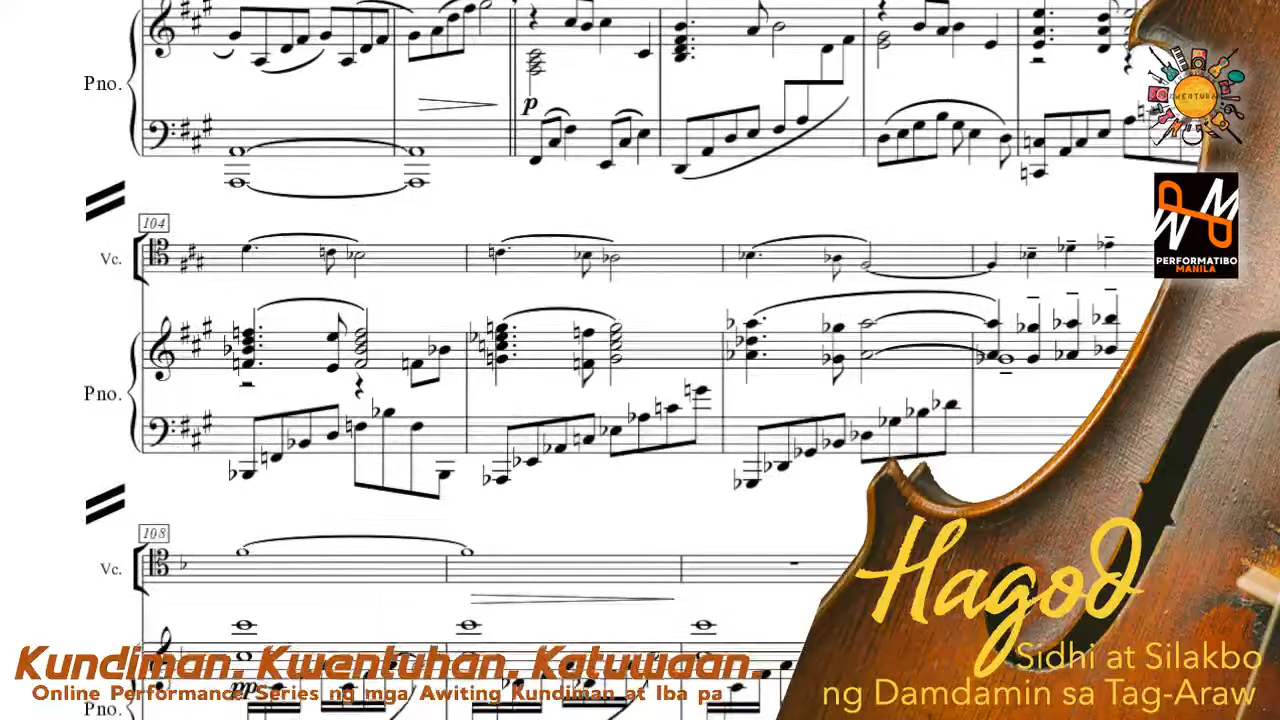 Pno.
p
KWENTUHAN
PERFORMATIBO
MANILA
104
Vc.
Pno.
108
Vc.
pp
Pno.
Hagod
Sidhi at Silakbo
ng Damdamin sa Tag-Araw
Kundiman. Kwentuhan. Katuwaan.
Online Performance Series ng mga Awiting Kundiman at Iba pa